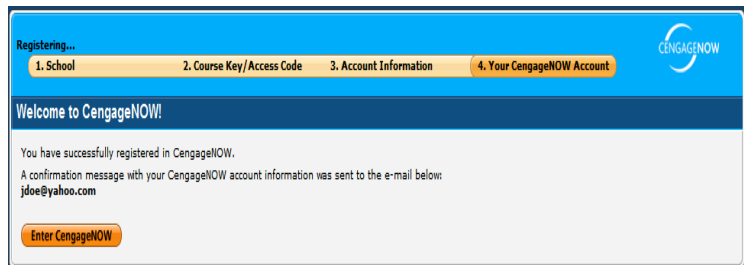 Registering...
CENGAGENOW
1. School 2. Course Key/Access Code 3. Account Information 4. Your CengageNOW Account
Welcome to CengageNOW!
You have successfully registered in CengageNOW.
A confirmation message with your CengageNOW account information was sent to the e-mail below:
jdoe@yahoo.com
Enter CengageNOW